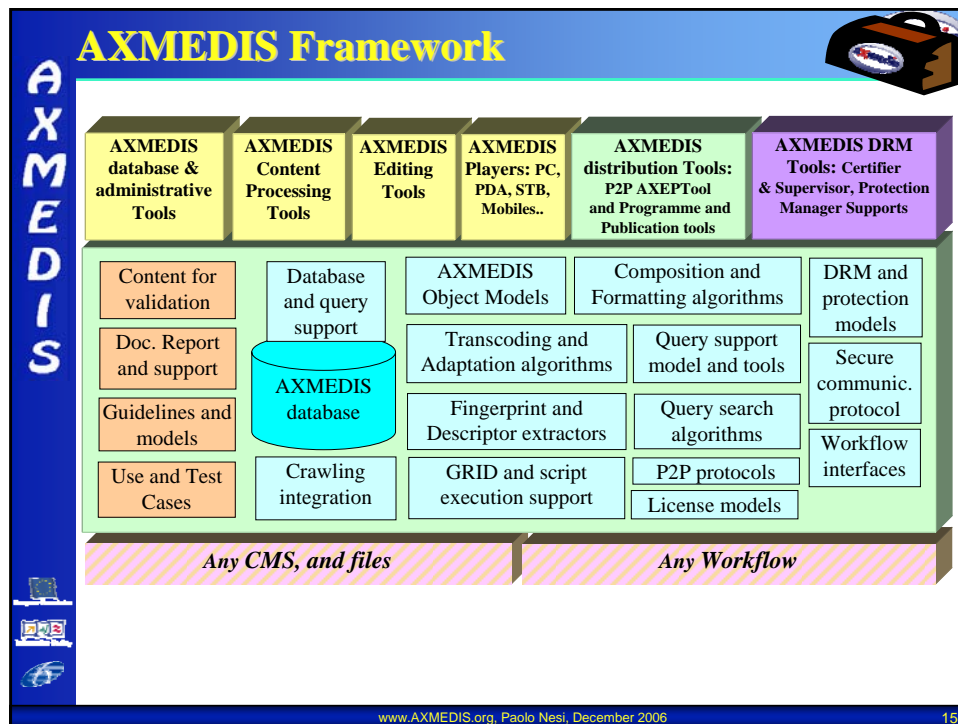 AXMEDIS Framework
AXMEDIS
AXMEDIS
database &
administrative
Tools
AXMEDIS
Content
Processing
Tools
AXMEDIS
Editing
Tools
AXMEDIS
Players: PC,
PDA, STB,
Mobiles..
AXMEDIS
distribution Tools:
P2P AXEPTool
and Programme and
Publication tools
AXMEDIS DRM
Tools: Certifier
& Supervisor, Protection
Manager Supports
Content for
validation
Doc. Report
and support
Guidelines and
models
Use and Test
Cases
Database
and query
support
AXMEDIS
database
Crawling
integration
AXMEDIS
Object Models
Transcoding and
Adaptation algorithms
Fingerprint and
Descriptor extractors
GRID and script
execution support
Composition and
Formatting algorithms
Query support
model and tools
Query search
algorithms
P2P protocols
License models
DRM and
protection
models
Secure
communic.
protocol
Workflow
interfaces
Any CMS, and files
Any Workflow
www.AXMEDIS.org, Paolo Nesi, December 2006
15